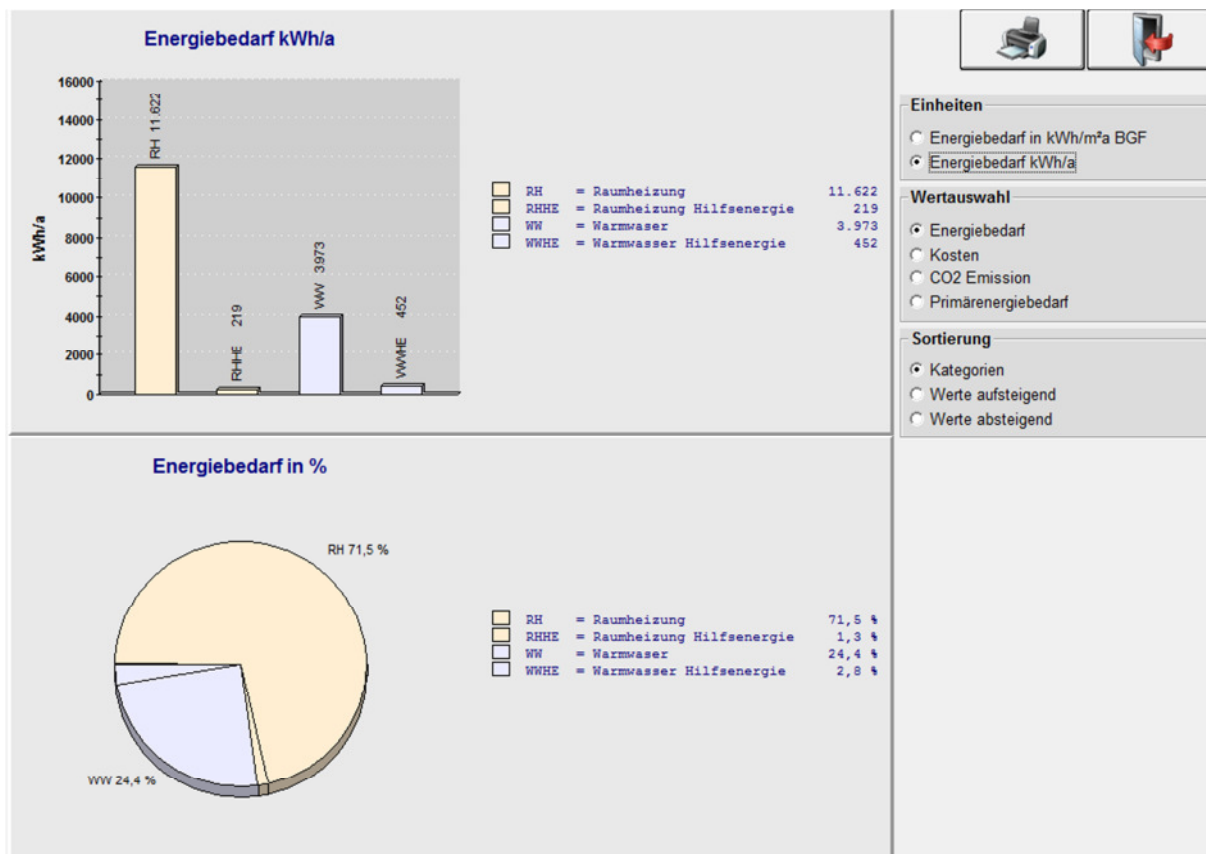 Energiebedarf kWh/a
kWh/a
16000
14000
12000
10000
8000
6000
4000
2000
0
RH 11.622
RHHE 219
WW 3.973
WWHE 452
RH = Raumheizung 11.622
RHHE = Raumheizung Hilfsenergie 219
WW = Warmwaser 3.973
WWHE = Warmwasser Hilfsenergie 452
Energiebedarf in %
RH 71,5 %
WW 24,4 %
RH = Raumheizung 71,5 %
RHHE = Raumheizung Hilfsenergie 1,3 %
WW = Warmwaser 24,4 %
WWHE = Warmwasser Hilfsenergie 2,8 %
Einheiten
Energiebedarf in kWh/m²a BGF
Energiebedarf kWh/a
Wertauswahl
Energiebedarf
Kosten
CO2 Emission
Primärenergiebedarf
Sortierung
Kategorien
Werte aufsteigend
Werte absteigend